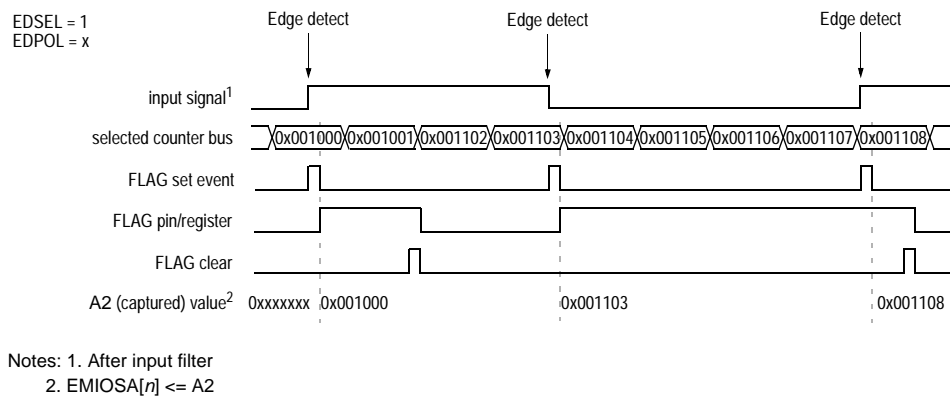 EDSEL = 1
EDPOL = x
Edge detect Edge detect Edge detect
input signal1
selected counter bus 0x001000 0x001001 0x001102 0x001103 0x001104 0x001105 0x001106 0x001107 0x001108
FLAG set event
FLAG pin/register
FLAG clear
A2 (captured) value2 0xxxxxxx 0x001000 0x001103 0x001108
Notes: 1. After input filter
2. EMIOSA[n] <= A2